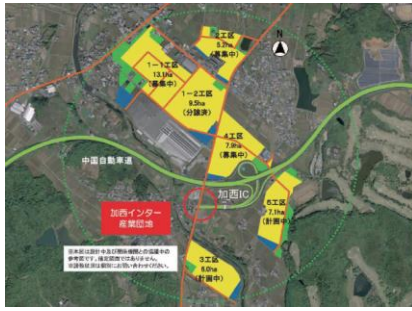 N
2工区
5.2ha
(募集中)
1－1工区
13.1ha
(募集中)
1－2工区
9.5ha
(分譲済)
4工区
7.9ha
(募集中)
中国自動車道
加西IC
加西インター
産業団地
5工区
7.1ha
(計画中)
3工区
6.0ha
(計画中)